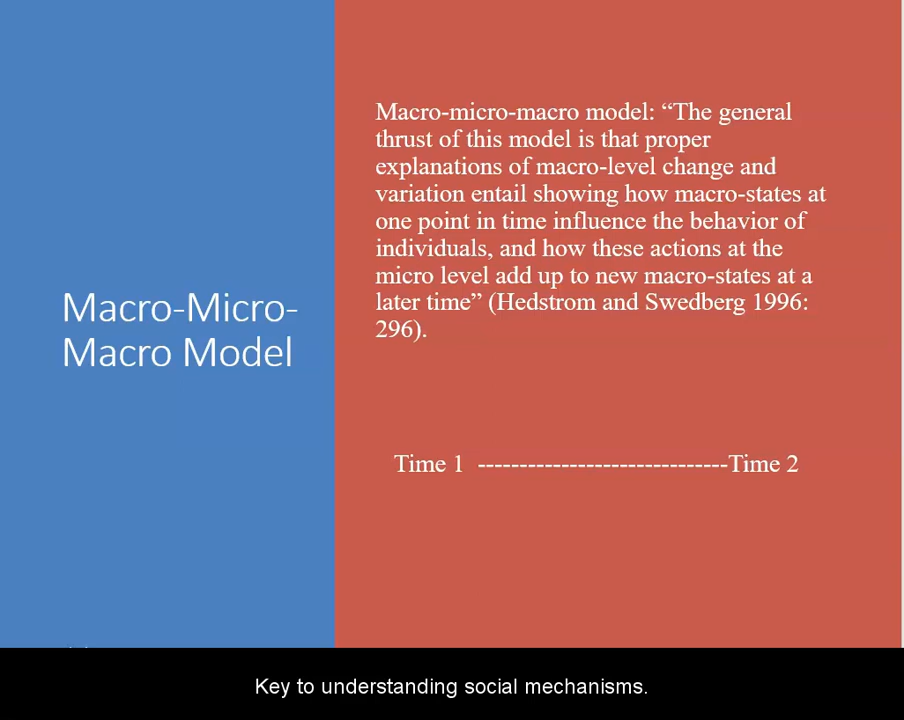 Macro-Micro-
Macro Model
Macro-micro-macro model: “The general
thrust of this model is that proper
explanations of macro-level change and
variation entail showing how macro-states at
one point in time influence the behavior of
individuals, and how these actions at the
micro level add up to new macro-states at a
later time” (Hedstrom and Swedberg 1996:
296).
Time 1 ------------------------------Time 2
Key to understanding social mechanisms.